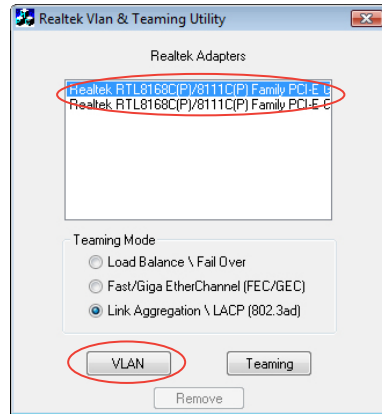 Realtek Vlan & Teaming Utility
Realtek Adapters
Realtek RTL8168C(P)/8111C(P) Family PCI-E
Realtek RTL8168C(P)/8111C(P) Family PCI-E
Teaming Mode
Load Balance \ Fail Over
Fast/Giga EtherChannel (FEC/GEC)
Link Aggregation \ LACP (802.3ad)
VLAN
Teaming
Remove